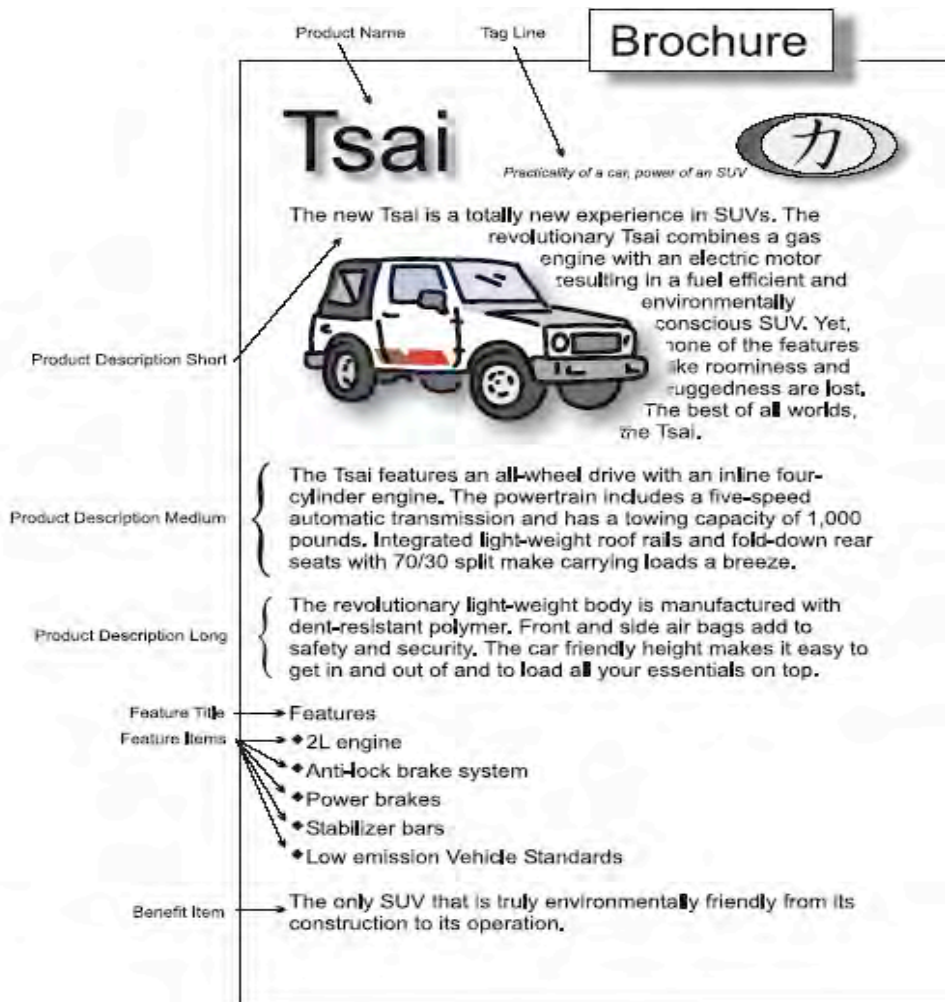 Product Name
Tag Line
Brochure
Tsai
Practicality of a car, power of an SUV
力
The new Tsai is a totally new experience in SUVs. The
revolutionary Tsai combines a gas
engine with an electric motor
resulting in a fuel efficient and
environmentally
conscious SUV. Yet,
none of the features
like roominess and
ruggedness are lost.
The best of all worlds,
the Tsai.
Product Description Short
Product Description Medium
The Tsai features an all-wheel drive with an inline four-
cylinder engine. The powertrain includes a five-speed
automatic transmission and has a towing capacity of 1,000
pounds. Integrated light-weight roof rails and fold-down rear
seats with 70/30 split make carrying loads a breeze.
Product Description Long
The revolutionary light-weight body is manufactured with
dent-resistant polymer. Front and side air bags add to
safety and security. The car friendly height makes it easy to
get in and out of and to load all your essentials on top.
Feature Title
Features
Feature Items
◆2L engine
◆Anti-lock brake system
◆Power brakes
◆Stabilizer bars
◆Low emission Vehicle Standards
Benefit Item
The only SUV that is truly environmentally friendly from its
construction to its operation.